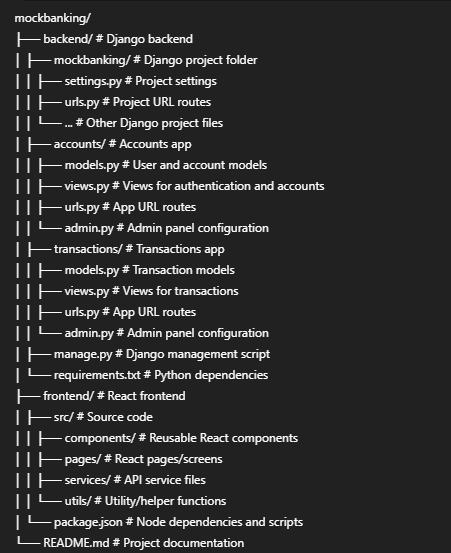 mockbanking/
├── backend/ # Django backend
│ ├── mockbanking/ # Django project folder
│ │ ├── settings.py # Project settings
│ │ ├── urls.py # Project URL routes
│ │ └── ... # Other Django project files
│ ├── accounts/ # Accounts app
│ │ ├── models.py # User and account models
│ │ ├── views.py # Views for authentication and accounts
│ │ ├── urls.py # App URL routes
│ │ └── admin.py # Admin panel configuration
│ ├── transactions/ # Transactions app
│ │ ├── models.py # Transaction models
│ │ ├── views.py # Views for transactions
│ │ ├── urls.py # App URL routes
│ │ └── admin.py # Admin panel configuration
│ ├── manage.py # Django management script
│ └── requirements.txt # Python dependencies
├── frontend/ # React frontend
│ ├── src/ # Source code
│ │ ├── components/ # Reusable React components
│ │ ├── pages/ # React pages/screens
│ │ ├── services/ # API service files
│ │ └── utils/ # Utility/helper functions
│ └── package.json # Node dependencies and scripts
└── README.md # Project documentation